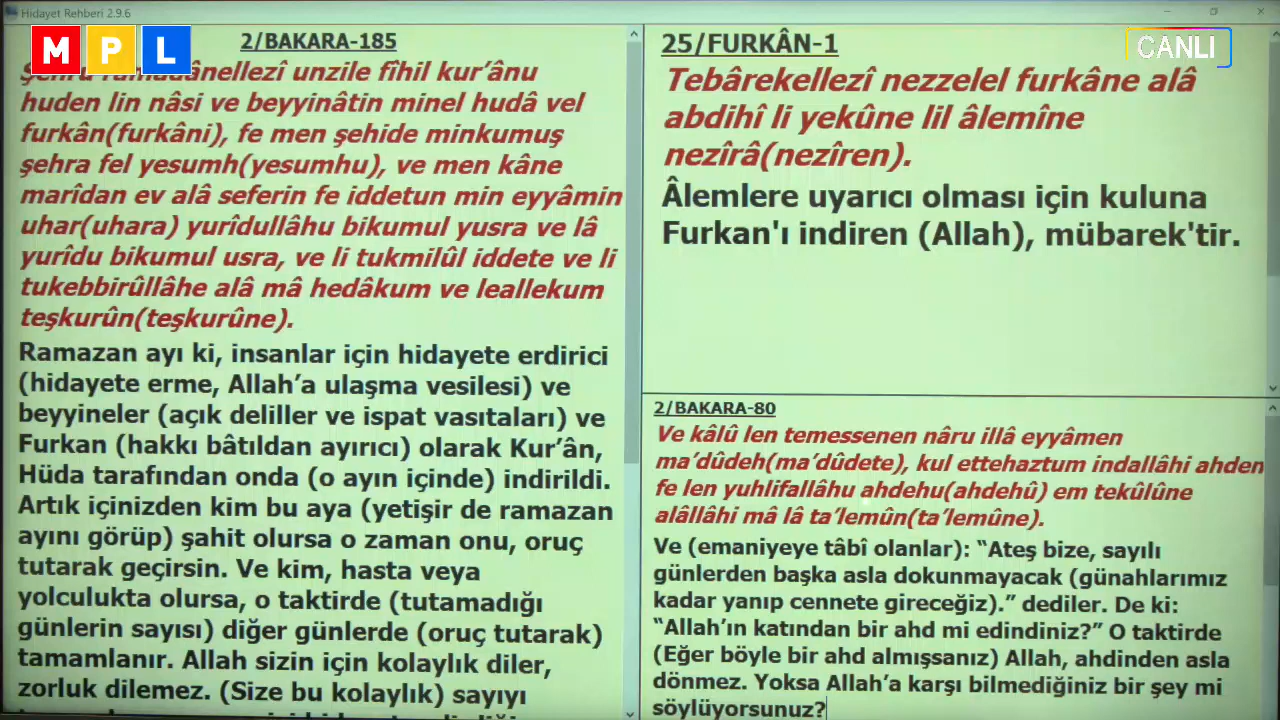 Hidayet Rehberi 2.9.6
MPL
CANLI
2/BAKARA-185
Şehru ramadânellezî unzile fîhil kur’ânu
huden lin nâsi ve beyyinâtin minel hudâ vel
furkân(furkâni), fe men şehide minkumuş
şehra fel yesumh(yesumhu), ve men kâne
marîdan ev alâ seferin fe iddetun min eyyâmin
uhar(uhara) yurîdullâhu bikumul yusra ve lâ
yurîdu bikumul usra, ve li tukmilûl iddete ve li
tukebbirûllâhe alâ mâ hedâkum ve leallekum
teşkurûn(teşkurûne).
Ramazan ayı ki, insanlar için hidayete erdirici
(hidayete erme, Allah’a ulaşma vesilesi) ve
beyyineler (açık deliller ve ispat vasıtaları) ve
Furkan (hakkı bâtıldan ayırıcı) olarak Kur’ân,
Hüda tarafından onda (o ayın içinde) indirildi.
Artık içinizden kim bu aya (yetişir de ramazan
ayını görüp) şahit olursa o zaman onu, oruç
tutarak geçirsin. Ve kim, hasta veya
yolculukta olursa, o taktirde (tutamadığı
günlerin sayısı) diğer günlerde (oruç tutarak)
tamamlanır. Allah sizin için kolaylık diler,
zorluk dilemez. (Size bu kolaylık) sayıyı
25/FURKÂN-1
Tebârekellezî nezzelel furkâne alâ
abdihî li yekûne lil âlemîne
nezîrâ(nezîren).
Âlemlere uyarıcı olması için kuluna
Furkan'ı indiren (Allah), mübarek'tir.
2/BAKARA-80
Ve kâlû len temessenen nâru illâ eyyâmen
ma’dûdeh(ma’dûdete), kul ettehaztum indallâhi ahden
fe len yuhlifallâhu ahdehu(ahdehû) em tekûlûne
alâllâhi mâ lâ ta’lemûn(ta’lemûne).
Ve (emaniyeye tâbî olanlar): “Ateş bize, sayılı
günlerden başka asla dokunmayacak (günahlarımız
kadar yanıp cennete gireceğiz).” dediler. De ki:
“Allah’ın katından bir ahd mi edindiniz?” O taktirde
(Eğer böyle bir ahd almışsanız) Allah, ahdinden asla
dönmez. Yoksa Allah’a karşı bilmediğiniz bir şey mi
söylüyorsunuz?